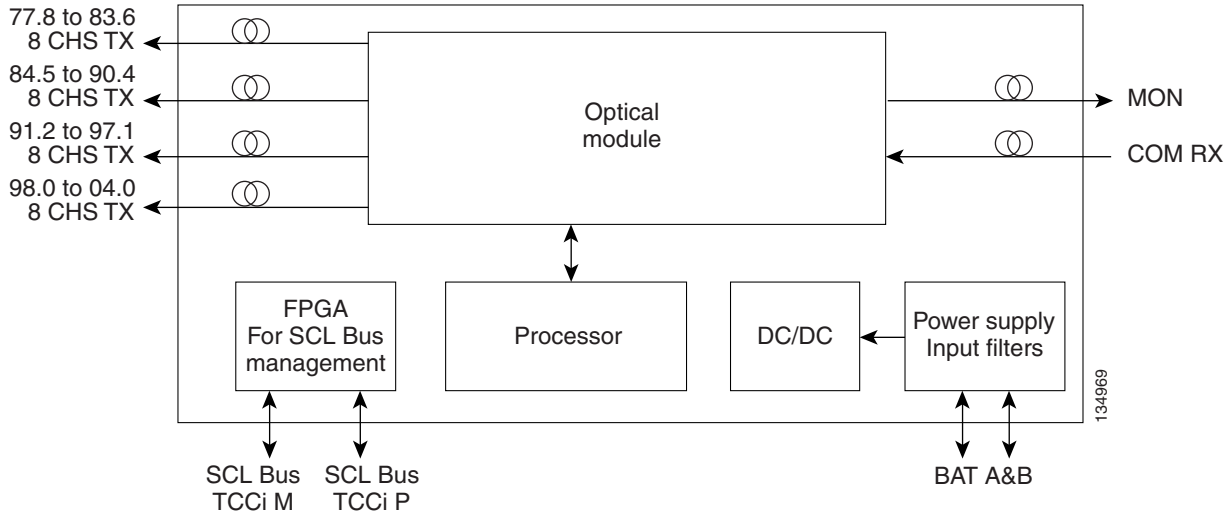 77.8 to 83.6
8 CHS TX
84.5 to 90.4
8 CHS TX
91.2 to 97.1
8 CHS TX
98.0 to 04.0
8 CHS TX
Optical
module
MON
COM RX
FPGA
For SCL Bus
management
Processor
DC/DC
Power supply
Input filters
134969
SCL Bus
TCCi M
SCL Bus
TCCi P
BAT A&B